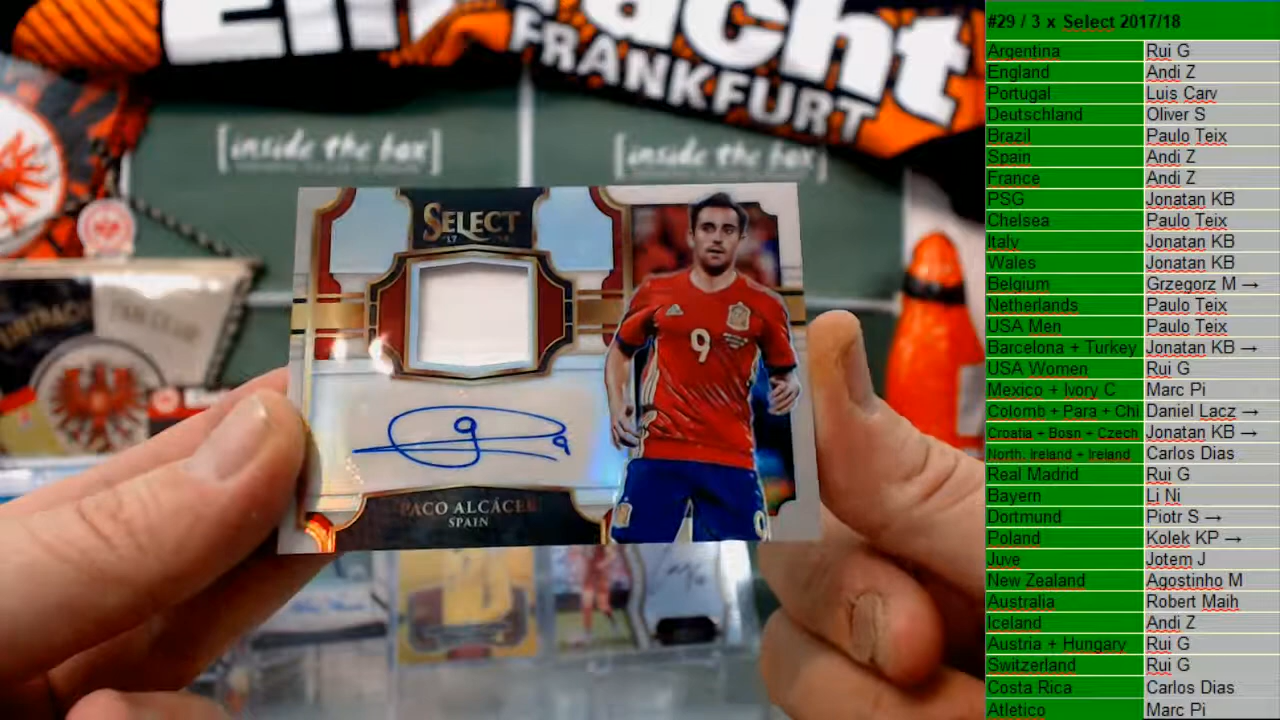 Eintracht
FRANKFURT
[inside the box]
[inside the box]
SELECT
17 18
9
9
PACO ALCÁCER
SPAIN
#29 / 3 x Select 2017/18
Argentina Rui G
England Andi Z
Portugal Luis Carv
Deutschland Oliver S
Brazil Paulo Teix
Spain Andi Z
France Andi Z
PSG Jonatan KB
Chelsea Paulo Teix
Italy Jonatan KB
Wales Jonatan KB
Belgium Grzegorz M →
Netherlands Paulo Teix
USA Men Paulo Teix
Barcelona + Turkey Jonatan KB →
USA Women Rui G
Mexico + Ivory C Marc Pi
Colomb + Para + Chi Daniel Lacz →
Croatia + Bosn + Czech Jonatan KB →
North. Ireland + Ireland Carlos Dias
Real Madrid Rui G
Bayern Li Ni
Dortmund Piotr S →
Poland Kolek KP →
Juve Jotem J
New Zealand Agostinho M
Australia Robert Maih
Iceland Andi Z
Austria + Hungary Rui G
Switzerland Rui G
Costa Rica Carlos Dias
Atletico Marc Pi